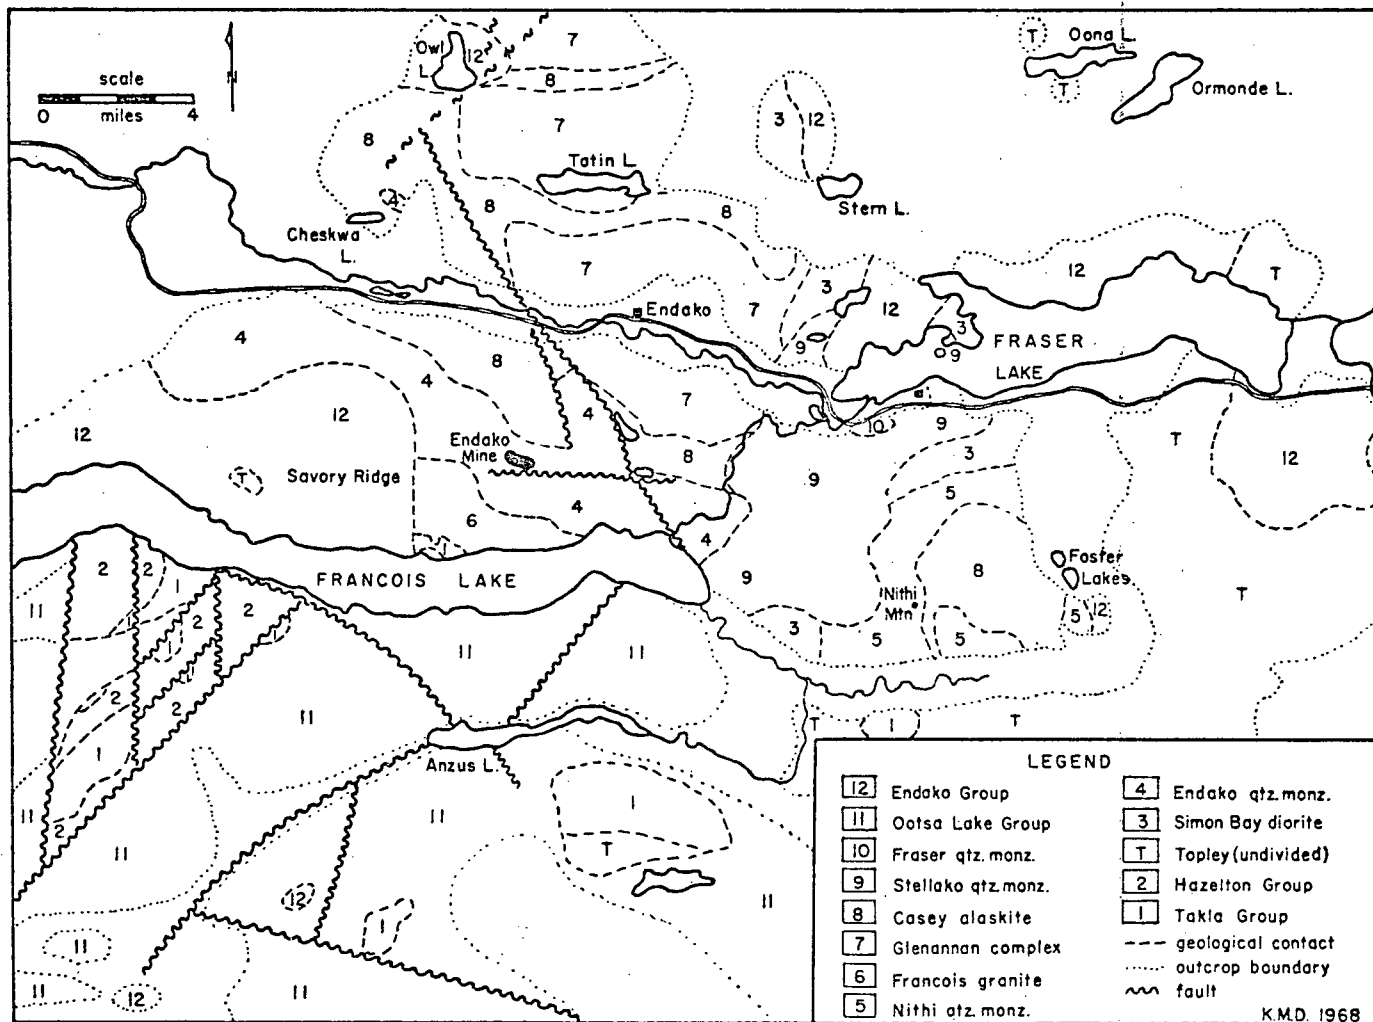 7
Owl
L.
12
8
T
Oona L.
Ormonde L.
scale
0 miles 4
N
8
7
3
12
Tatin L.
4
8
8
Stern L.
Cheskwa
L.
7
3
12
T
Endako
7
12
3
9
9
FRASER
LAKE
T
4
8
4
7
12
4
10
9
12
Endako
Mine
8
9
3
T
12
T
Savory Ridge
5
6
4
4
8
Foster
Lakes
1
2
2
1
FRANCOIS LAKE
9
Nithi
Mtn
T
11
2
2
1
1
1
3
5
5
5
12
11
11
1
2
2
11
T
1
T
1
Anzus L.
11
2
11
11
1
T
12
1
11
11
11
12
11
LEGEND
12 Endako Group
11 Ootsa Lake Group
10 Fraser qtz. monz.
9 Stellako qtz. monz.
8 Casey alaskite
7 Glenannan complex
6 Francois granite
5 Nithi qtz. monz.
4 Endako qtz. monz.
3 Simon Bay diorite
T Topley (undivided)
2 Hazelton Group
1 Takla Group
geological contact
outcrop boundary
fault
K.M.D. 1968